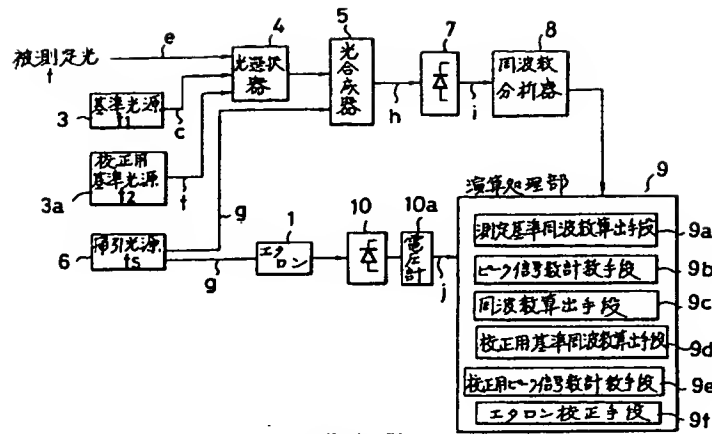 被測定光
f
e
光選択器
4
光合成器
5
7
周波数分析器
8
基準光源 f1
3
c
校正用基準光源 f2
3a
f
h
i
掃引光源 fs
6
g
g
エタロン
1
10
電圧計
10a
j
演算処理部
9
測定基準周波数算出手段
9a
ピーク信号数計数手段
9b
周波数算出手段
9c
校正用基準周波数算出手段
9d
校正用ピーク信号数計数手段
9e
エタロン校正手段
9f